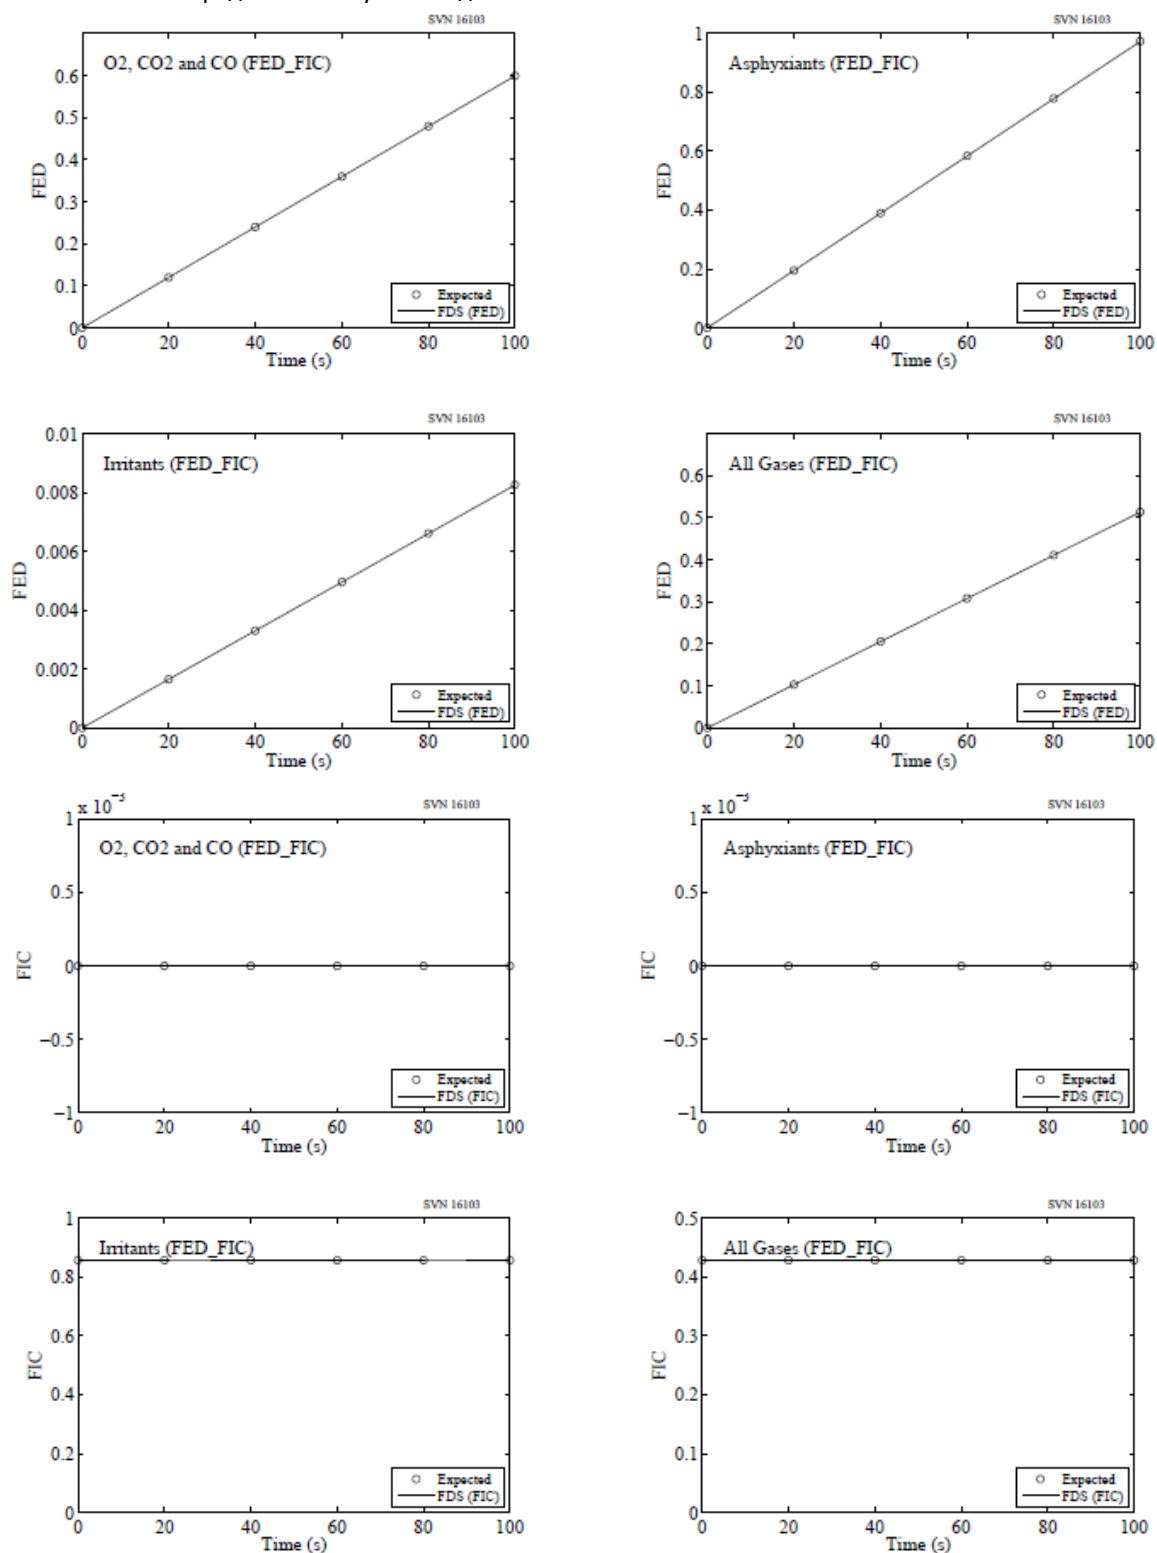 SVN 16103
O2, CO2 and CO (FED_FIC)
0.6
0.5
0.4
0.3
0.2
0.1
0
FED
Expected
FDS (FED)
0 20 40 60 80 100
Time (s)
SVN 16103
Asphyxiants (FED_FIC)
1
0.8
0.6
0.4
0.2
0
FED
Expected
FDS (FED)
0 20 40 60 80 100
Time (s)
SVN 16103
Irritants (FED_FIC)
0.01
0.008
0.006
0.004
0.002
0
FED
Expected
FDS (FED)
0 20 40 60 80 100
Time (s)
SVN 16103
All Gases (FED_FIC)
0.6
0.5
0.4
0.3
0.2
0.1
0
FED
Expected
FDS (FED)
0 20 40 60 80 100
Time (s)
SVN 16103
O2, CO2 and CO (FED_FIC)
1
0.5
0
−0.5
−1
FIC
Expected
FDS (FIC)
0 20 40 60 80 100
Time (s)
SVN 16103
Asphyxiants (FED_FIC)
1
0.5
0
−0.5
−1
FIC
Expected
FDS (FIC)
0 20 40 60 80 100
Time (s)
SVN 16103
Irritants (FED_FIC)
1
0.8
0.6
0.4
0.2
0
FIC
Expected
FDS (FIC)
0 20 40 60 80 100
Time (s)
SVN 16103
All Gases (FED_FIC)
0.5
0.4
0.3
0.2
0.1
0
FIC
Expected
FDS (FIC)
0 20 40 60 80 100
Time (s)